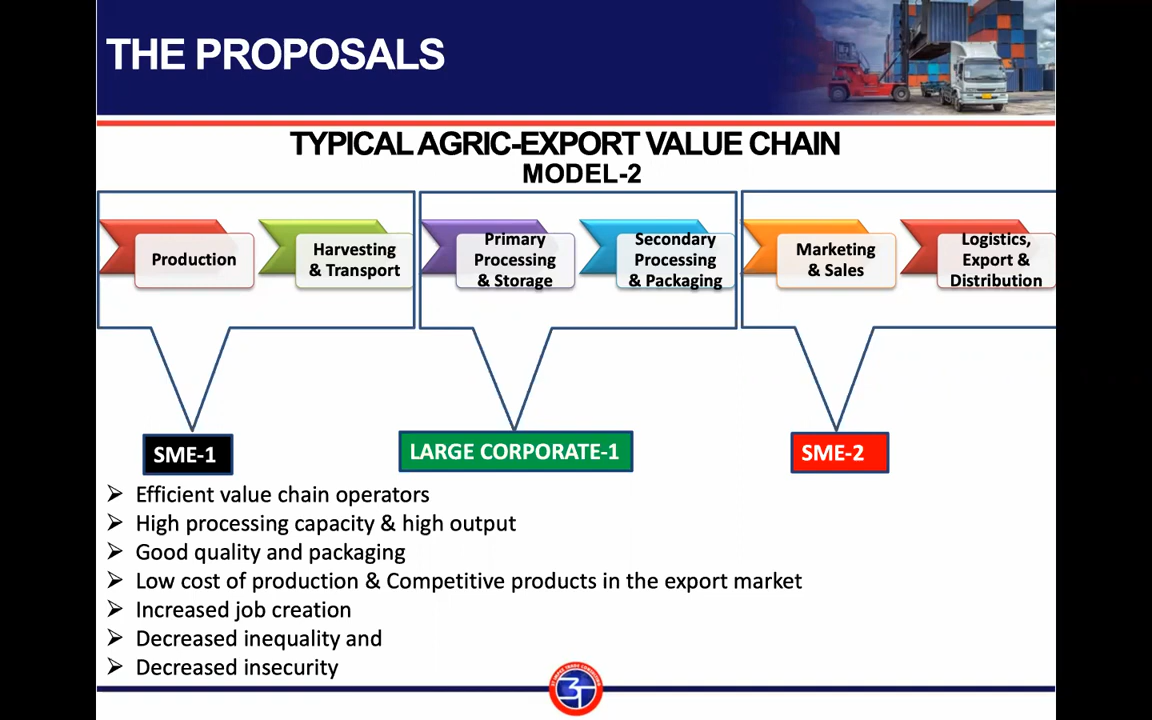 THE PROPOSALS
TYPICAL AGRIC-EXPORT VALUE CHAIN
MODEL-2
Production
Harvesting
& Transport
Primary
Processing
& Storage
Secondary
Processing
& Packaging
Marketing
& Sales
Logistics,
Export &
Distribution
SME-1
LARGE CORPORATE-1
SME-2
➢ Efficient value chain operators
➢ High processing capacity & high output
➢ Good quality and packaging
➢ Low cost of production & Competitive products in the export market
➢ Increased job creation
➢ Decreased inequality and
➢ Decreased insecurity
3T